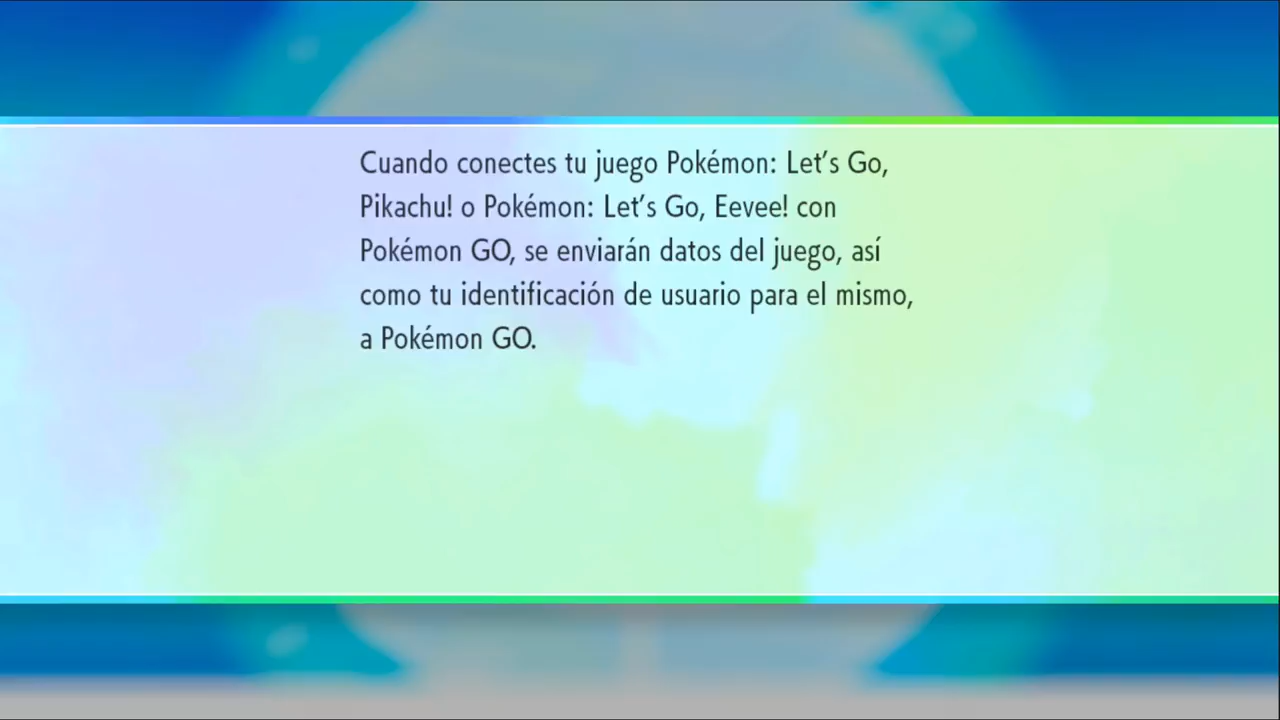 Cuando conectes tu juego Pokémon: Let's Go,
Pikachu! o Pokémon: Let's Go, Eevee! con
Pokémon GO, se enviarán datos del juego, así
como tu identificación de usuario para el mismo,
a Pokémon GO.